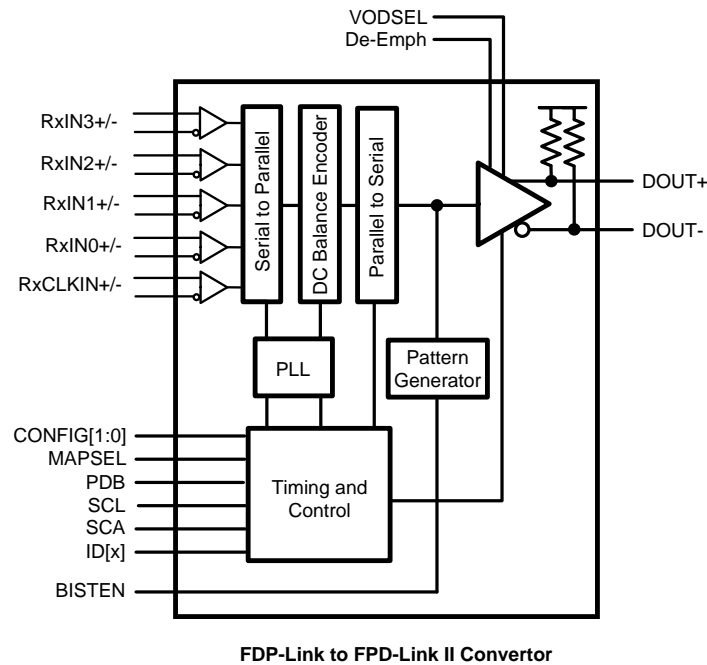 VODSEL
De-Emph
RxIN3+/-
RxIN2+/-
RxIN1+/-
RxIN0+/-
RxCLKIN+/-
Serial to Parallel
DC Balance Encoder
Parallel to Serial
DOUT+
DOUT-
PLL
Pattern
Generator
CONFIG[1:0]
MAPSEL
PDB
SCL
SCA
ID[x]
BISTEN
Timing and
Control
FDP-Link to FPD-Link II Convertor